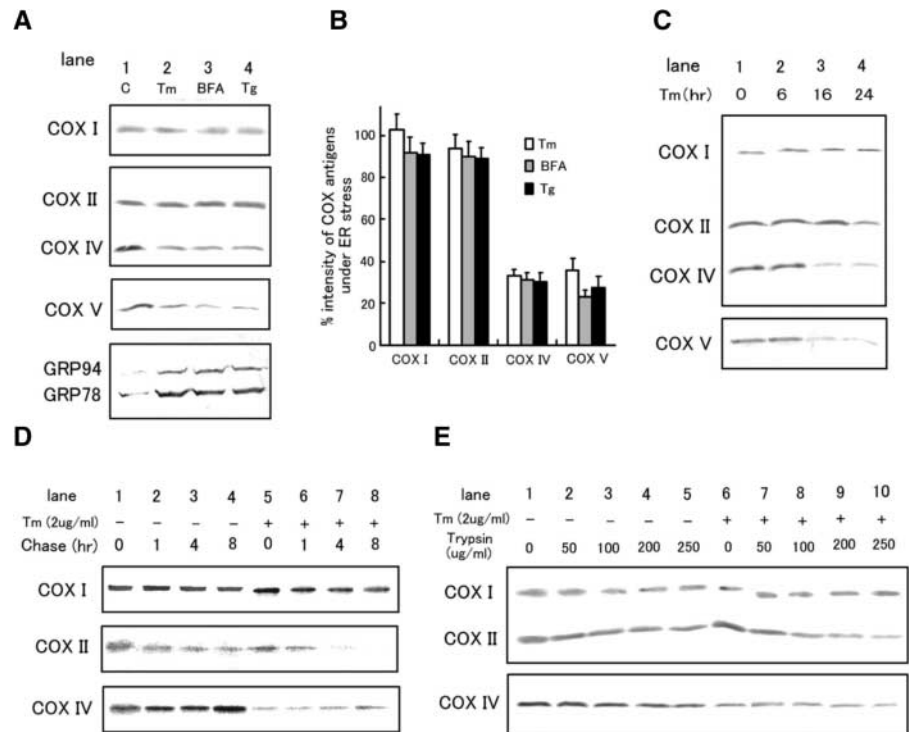 A
lane
1 2 3 4
C Tm BFA Tg
COX I
COX II
COX IV
COX V
GRP94
GRP78
B
% intensity of COX antigens
under ER stress
100
80
60
40
20
0
Tm
BFA
Tg
COX I COX II COX IV COX V
C
lane
1 2 3 4
Tm(hr) 0 6 16 24
COX I
COX II
COX IV
COX V
D
lane 1 2 3 4 5 6 7 8
Tm (2ug/ml) − − − − + + + +
Chase (hr) 0 1 4 8 0 1 4 8
COX I
COX II
COX IV
E
lane 1 2 3 4 5 6 7 8 9 10
Tm (2ug/ml) − − − − − + + + + +
Trypsin
(ug/ml) 0 50 100 200 250 0 50 100 200 250
COX I
COX II
COX IV